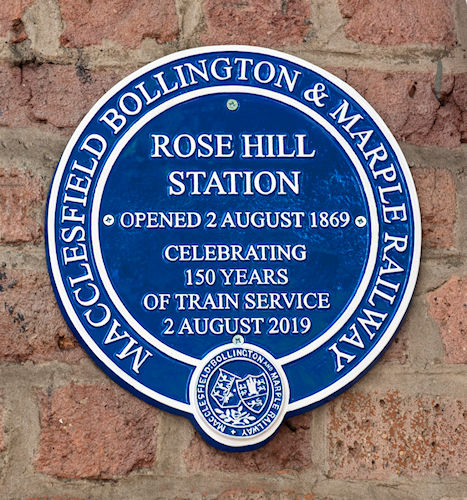 MACCLESFIELD BOLLINGTON & MARPLE RAILWAY
ROSE HILL
STATION
OPENED 2 AUGUST 1869
CELEBRATING
150 YEARS
OF TRAIN SERVICE
2 AUGUST 2019
MACCLESFIELD·BOLLINGTON AND MARPLE RAILWAY